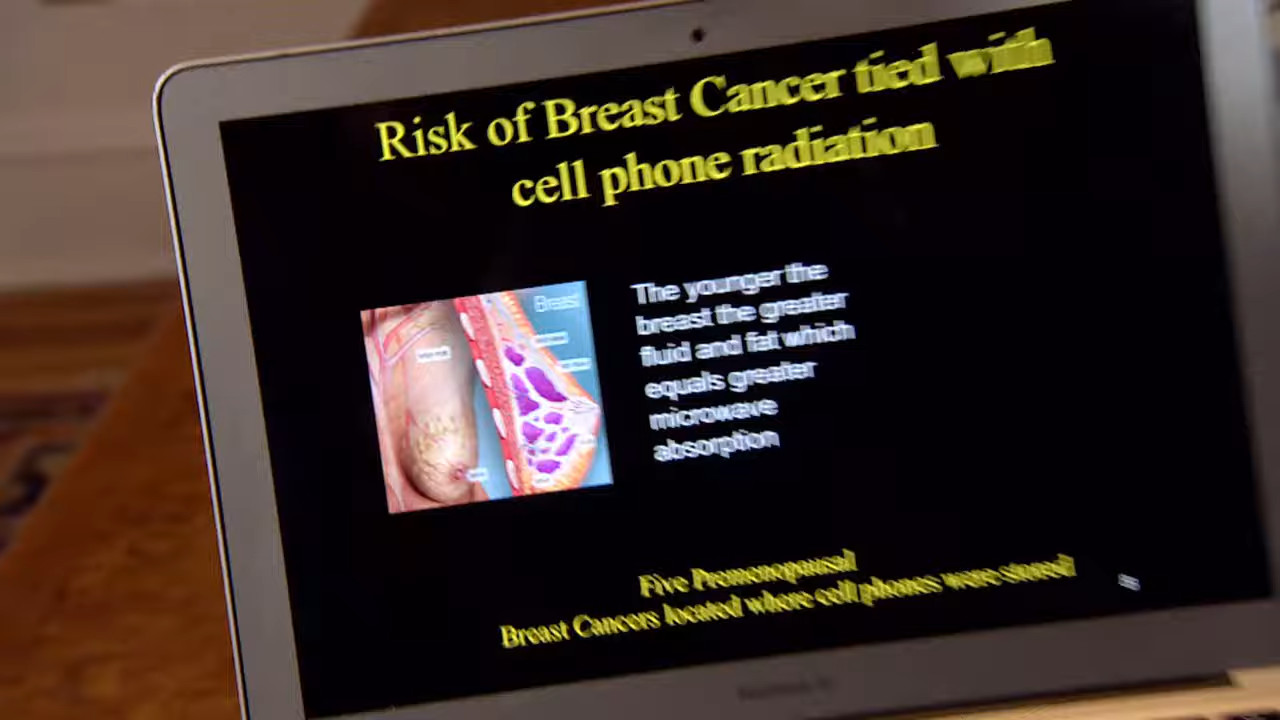 Risk of Breast Cancer tied with
cell phone radiation
Breast
The younger the
breast the greater
fluid and fat which
equals greater
microwave
absorption
Five Premenopausal
Breast Cancers located where cell phones were stored